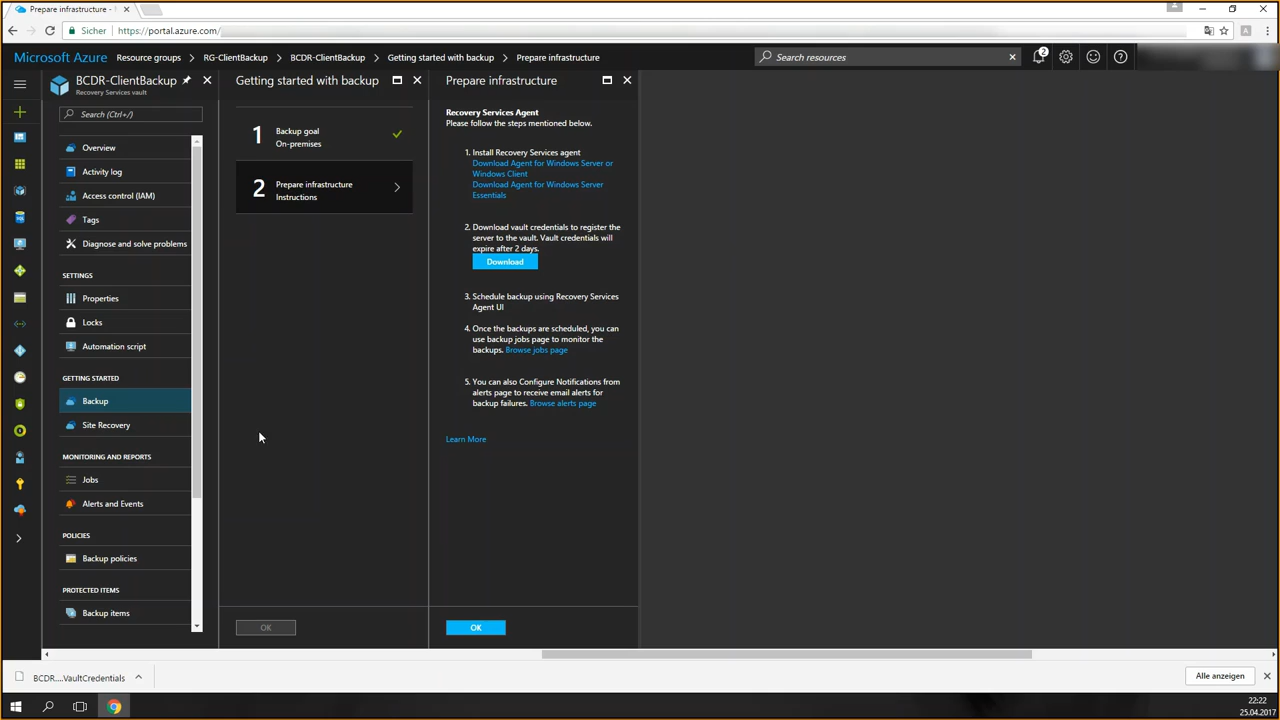 Prepare infrastructure -
Sicher
https://portal.azure.com/
Microsoft Azure Resource groups > RG-ClientBackup > BCDR-ClientBackup > Getting started with backup > Prepare infrastructure
Search resources
2
BCDR-ClientBackup
Recovery Services vault
Search (Ctrl+/)
Overview
Activity log
Access control (IAM)
Tags
Diagnose and solve problems
SETTINGS
Properties
Locks
Automation script
GETTING STARTED
Backup
Site Recovery
MONITORING AND REPORTS
Jobs
Alerts and Events
POLICIES
Backup policies
PROTECTED ITEMS
Backup items
Getting started with backup
1 Backup goal
On-premises
2 Prepare infrastructure
Instructions
OK
Prepare infrastructure
Recovery Services Agent
Please follow the steps mentioned below.
1. Install Recovery Services agent
Download Agent for Windows Server or
Windows Client
Download Agent for Windows Server
Essentials
2. Download vault credentials to register the
server to the vault. Vault credentials will
expire after 2 days.
Download
3. Schedule backup using Recovery Services
Agent UI
4. Once the backups are scheduled, you can
use backup jobs page to monitor the
backups. Browse jobs page
5. You can also Configure Notifications from
alerts page to receive email alerts for
backup failures. Browse alerts page
Learn More
OK
BCDR....VaultCredentials
Alle anzeigen
22:22
25.04.2017